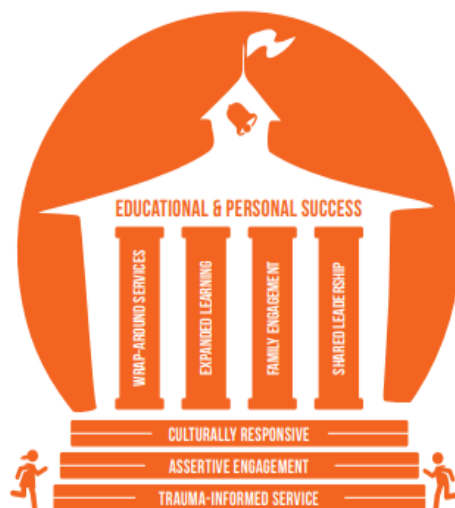 EDUCATIONAL & PERSONAL SUCCESS
WRAP-AROUND SERVICES
EXPANDED LEARNING
FAMILY ENGAGEMENT
SHARED LEADERSHIP
CULTURALLY RESPONSIVE
ASSERTIVE ENGAGEMENT
TRAUMA-INFORMED SERVICE